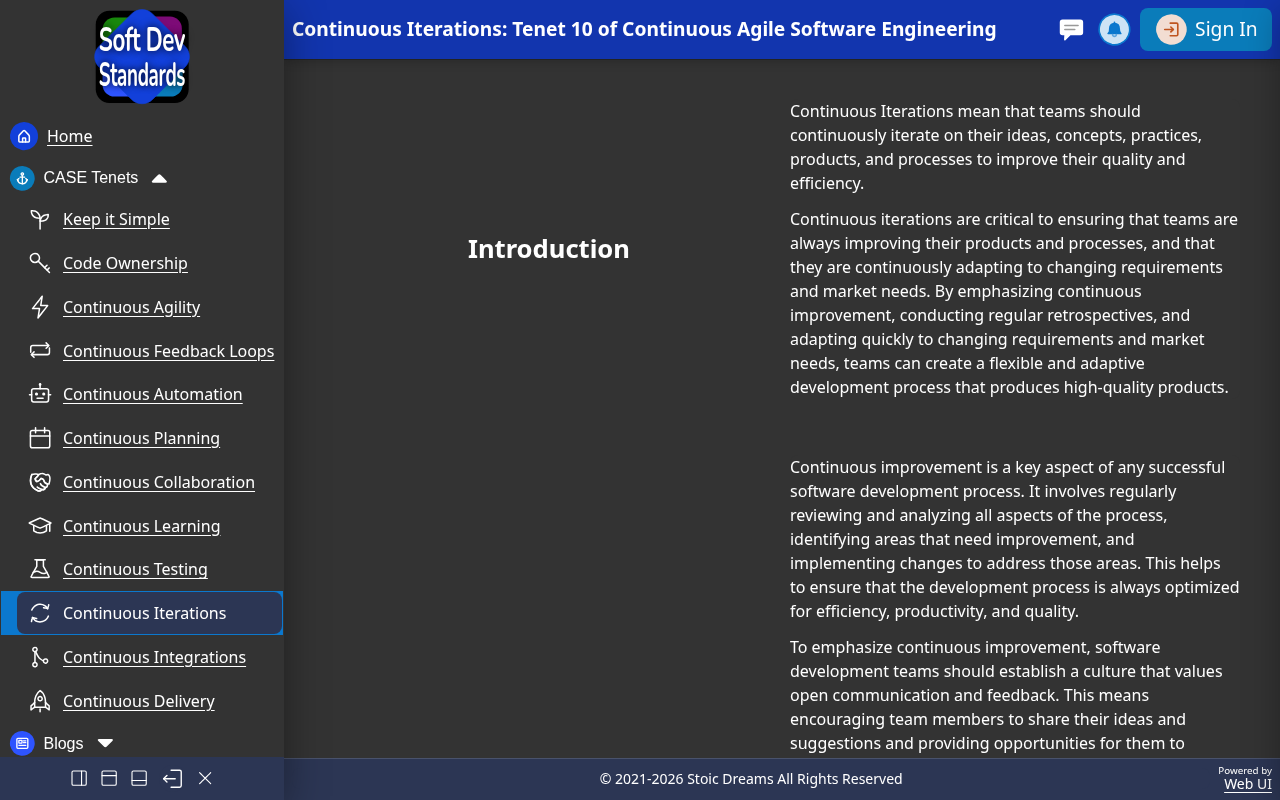 Soft Dev
Standards
Home
CASE Tenets
Keep it Simple
Code Ownership
Continuous Agility
Continuous Feedback Loops
Continuous Automation
Continuous Planning
Continuous Collaboration
Continuous Learning
Continuous Testing
Continuous Iterations
Continuous Integrations
Continuous Delivery
Blogs
Continuous Iterations: Tenet 10 of Continuous Agile Software Engineering
Sign In
Introduction
Continuous Iterations mean that teams should
continuously iterate on their ideas, concepts, practices,
products, and processes to improve their quality and
efficiency.
Continuous iterations are critical to ensuring that teams are
always improving their products and processes, and that
they are continuously adapting to changing requirements
and market needs. By emphasizing continuous
improvement, conducting regular retrospectives, and
adapting quickly to changing requirements and market
needs, teams can create a flexible and adaptive
development process that produces high-quality products.
Continuous improvement is a key aspect of any successful
software development process. It involves regularly
reviewing and analyzing all aspects of the process,
identifying areas that need improvement, and
implementing changes to address those areas. This helps
to ensure that the development process is always optimized
for efficiency, productivity, and quality.
To emphasize continuous improvement, software
development teams should establish a culture that values
open communication and feedback. This means
encouraging team members to share their ideas and
suggestions and providing opportunities for them to
© 2021-2026 Stoic Dreams All Rights Reserved
Powered by
Web UI